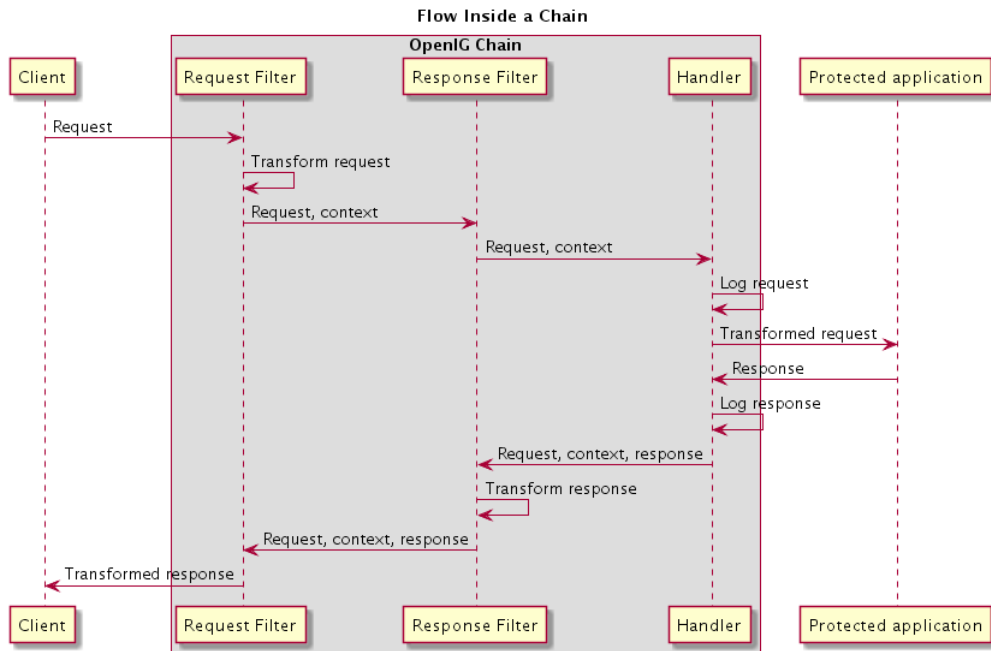 Flow Inside a Chain
OpenIG Chain
Client
Request Filter
Response Filter
Handler
Protected application
Request
Transform request
Request, context
Request, context
Log request
Transformed request
Response
Log response
Request, context, response
Transform response
Request, context, response
Transformed response
Client
Request Filter
Response Filter
Handler
Protected application